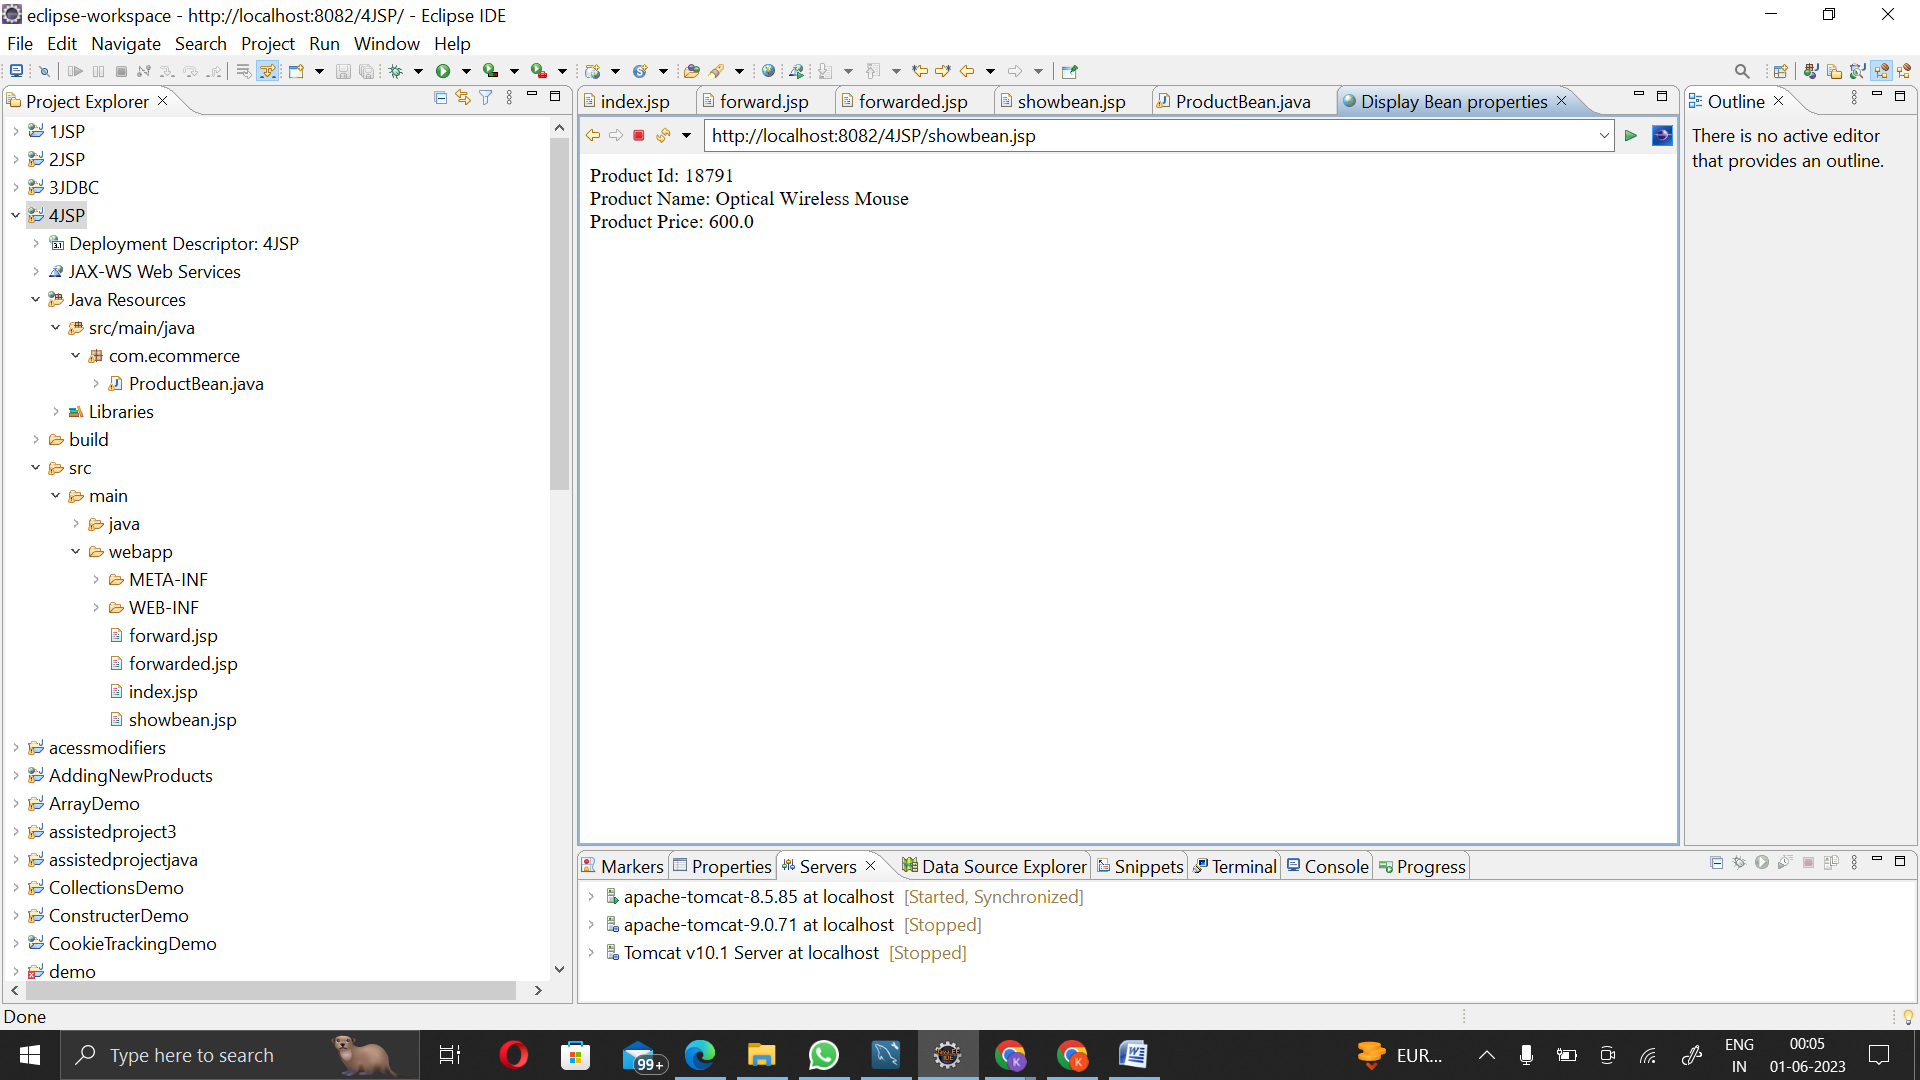 eclipse-workspace - http://localhost:8082/4JSP/ - Eclipse IDE
File Edit Navigate Search Project Run Window Help
Project Explorer
1JSP
2JSP
3JDBC
4JSP
Deployment Descriptor: 4JSP
JAX-WS Web Services
Java Resources
src/main/java
com.ecommerce
ProductBean.java
Libraries
build
src
main
java
webapp
META-INF
WEB-INF
forward.jsp
forwarded.jsp
index.jsp
showbean.jsp
acessmodifiers
AddingNewProducts
ArrayDemo
assistedproject3
assistedprojectjava
CollectionsDemo
ConstructerDemo
CookieTrackingDemo
demo
index.jsp forward.jsp forwarded.jsp showbean.jsp ProductBean.java Display Bean properties
http://localhost:8082/4JSP/showbean.jsp
Product Id: 18791
Product Name: Optical Wireless Mouse
Product Price: 600.0
Outline
There is no active editor
that provides an outline.
Markers Properties Servers Data Source Explorer Snippets Terminal Console Progress
apache-tomcat-8.5.85 at localhost [Started, Synchronized]
apache-tomcat-9.0.71 at localhost [Stopped]
Tomcat v10.1 Server at localhost [Stopped]
Done
Type here to search
99+
EUR...
ENG
IN
00:05
01-06-2023